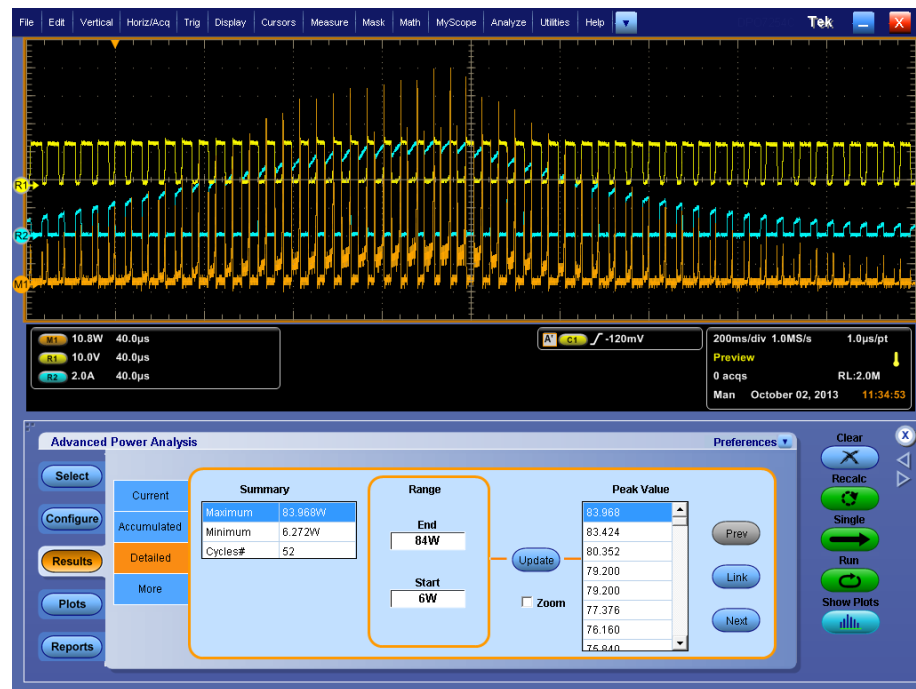 File Edit Vertical Horiz/Acq Trig Display Cursors Measure Mask Math MyScope Analyze Utilities Help Tek X
R1
R2
M1
M1 10.8W 40.0µs
R1 10.0V 40.0µs
R2 2.0A 40.0µs
A' C1 -120mV
200ms/div 1.0MS/s 1.0µs/pt
Preview
0 acqs RL:2.0M
Man October 02, 2013 11:34:53
Advanced Power Analysis Preferences
Clear X
Select
Configure
Results
Plots
Reports
Current
Accumulated
Detailed
More
Summary
Maximum 83.968W
Minimum 6.272W
Cycles# 52
Range
End
84W
Start
6W
Update
Zoom
Peak Value
83.968
83.424
80.352
79.200
79.200
77.376
76.160
75.840
Prev
Link
Next
Recalc
Single
Run
Show Plots